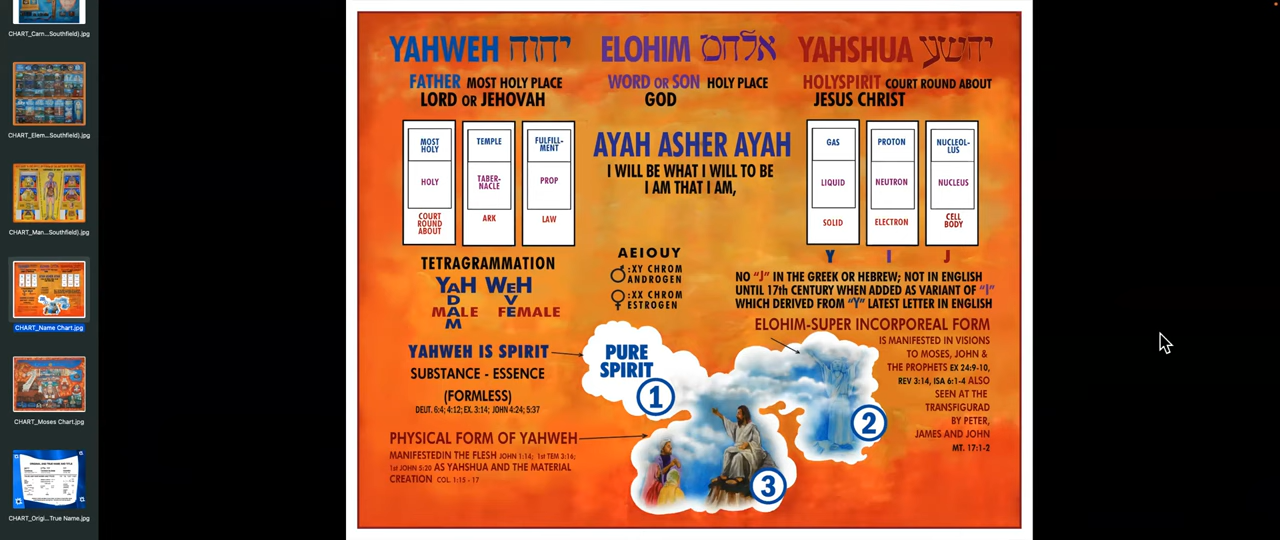 CHART_Carn...Southfield).jpg
CHART_Elem...Southfield).jpg
CHART_Man...Southfield).jpg
CHART_Name Chart.jpg
CHART_Moses Chart.jpg
CHART_Origi...True Name.jpg
YAHWEH יהוה
FATHER MOST HOLY PLACE
LORD OR JEHOVAH
ELOHIM אלהם
WORD OR SON HOLY PLACE
GOD
YAHSHUA יהשע
HOLYSPIRIT COURT ROUND ABOUT
JESUS CHRIST
MOST
HOLY
HOLY
COURT
ROUND
ABOUT
TEMPLE
TABER-
NACLE
ARK
FULFILL-
MENT
PROP
LAW
AYAH ASHER AYAH
I WILL BE WHAT I WILL TO BE
I AM THAT I AM,
GAS
LIQUID
SOLID
PROTON
NEUTRON
ELECTRON
NUCLEOL-
LUS
NUCLEUS
CELL
BODY
Y I J
TETRAGRAMMATION
YAH WEH
ADAM EVE
MALE FEMALE
AEIOUY
♂:XY CHROM
ANDROGEN
♀:XX CHROM
ESTROGEN
NO "J" IN THE GREEK OR HEBREW; NOT IN ENGLISH
UNTIL 17th CENTURY WHEN ADDED AS VARIANT OF "I"
WHICH DERIVED FROM "Y" LATEST LETTER IN ENGLISH
YAHWEH IS SPIRIT
SUBSTANCE - ESSENCE
(FORMLESS)
DEUT. 6:4; 4:12; EX. 3:14; JOHN 4:24; 5:37
PURE
SPIRIT
1
ELOHIM-SUPER INCORPOREAL FORM
IS MANIFESTED IN VISIONS
TO MOSES, JOHN &
THE PROPHETS EX 24:9-10,
REV 3:14, ISA 6:1-4 ALSO
SEEN AT THE
TRANSFIGURAD
BY PETER,
JAMES AND JOHN
MT. 17:1-2
2
PHYSICAL FORM OF YAHWEH
MANIFESTEDIN THE FLESH JOHN 1:14; 1st TEM 3:16;
1st JOHN 5:20 AS YAHSHUA AND THE MATERIAL
CREATION COL. 1:15 - 17
3